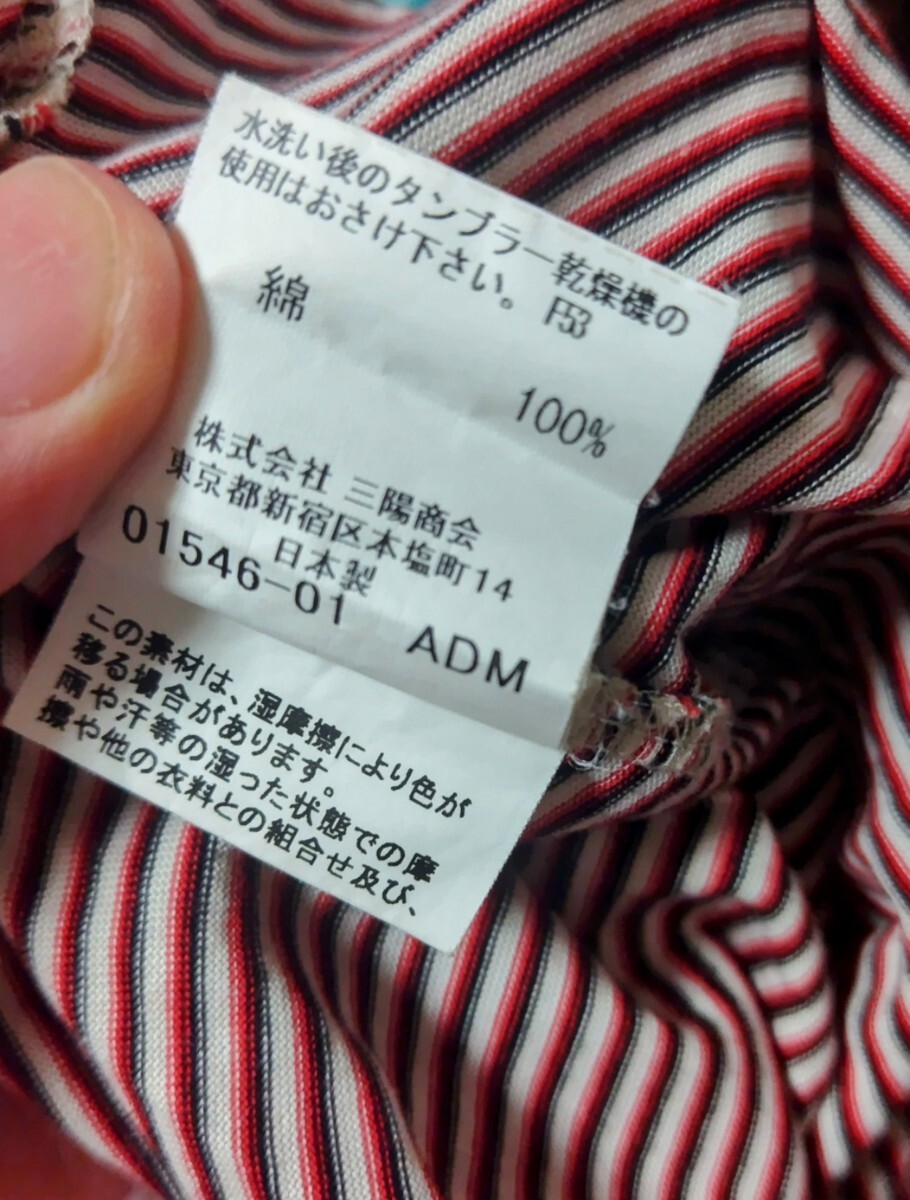 水洗い後のタンブラー乾燥機の
使用はおさけ下さい。 F53
綿
100%
株式会社 三陽商会
東京都新宿区本塩町14
日本製
01546-01
ADM
この素材は、湿摩擦により色が
移る場合があります。
雨や汗等の湿った状態での摩
擦や他の衣料との組合せ及び、